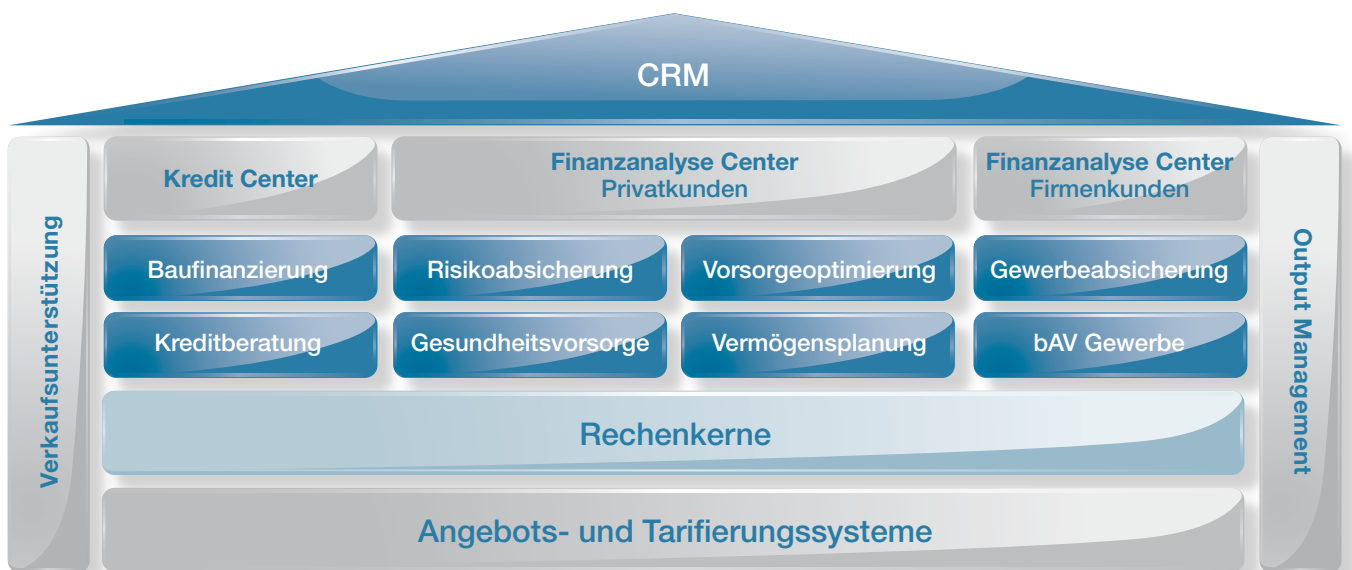 CRM
Verkaufsunterstützung
Kredit Center
Finanzanalyse Center
Privatkunden
Finanzanalyse Center
Firmenkunden
Baufinanzierung
Risikoabsicherung
Vorsorgeoptimierung
Gewerbeabsicherung
Kreditberatung
Gesundheitsvorsorge
Vermögensplanung
bAV Gewerbe
Rechenkerne
Angebots- und Tarifierungssysteme
Output Management